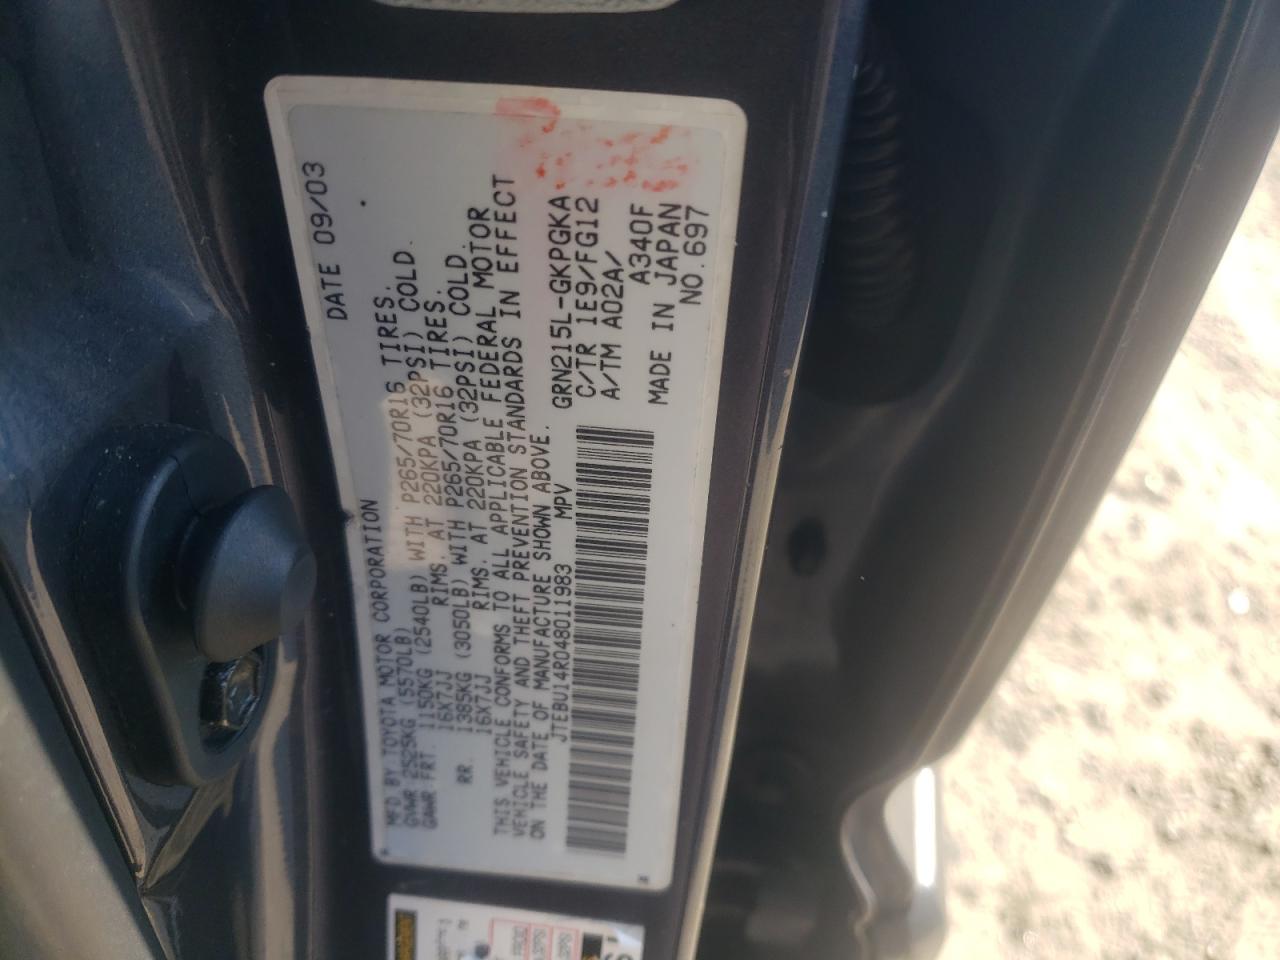 MFD BY: TOYOTA MOTOR CORPORATION DATE 09/03
GVWR 2525KG (5570LB)
GAWR FRT. 1150KG (2540LB) WITH P265/70R16 TIRES.
16X7JJ RIMS. AT 220KPA (32PSI) COLD.
RR. 1385KG (3050LB) WITH P265/70R16 TIRES.
16X7JJ RIMS. AT 220KPA (32PSI) COLD.
THIS VEHICLE CONFORMS TO ALL APPLICABLE FEDERAL MOTOR
VEHICLE SAFETY AND THEFT PREVENTION STANDARDS IN EFFECT
ON THE DATE OF MANUFACTURE SHOWN ABOVE.
JTEBU14R048011983 MPV
GRN215L-GKPGKA
C/TR 1E9/FG12
A/TM A02A/
A340F
MADE IN JAPAN
NO.697